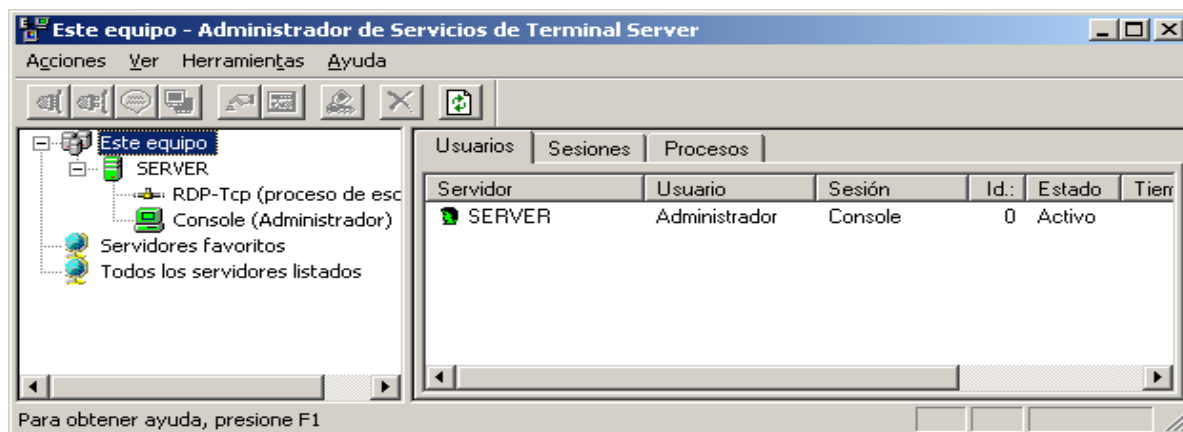 Este equipo - Administrador de Servicios de Terminal Server
Acciones Ver Herramientas Ayuda
Este equipo
SERVER
RDP-Tcp (proceso de esc
Console (Administrador)
Servidores favoritos
Todos los servidores listados
Usuarios Sesiones Procesos
Servidor Usuario Sesión Id.: Estado Tiem
SERVER Administrador Console 0 Activo
Para obtener ayuda, presione F1